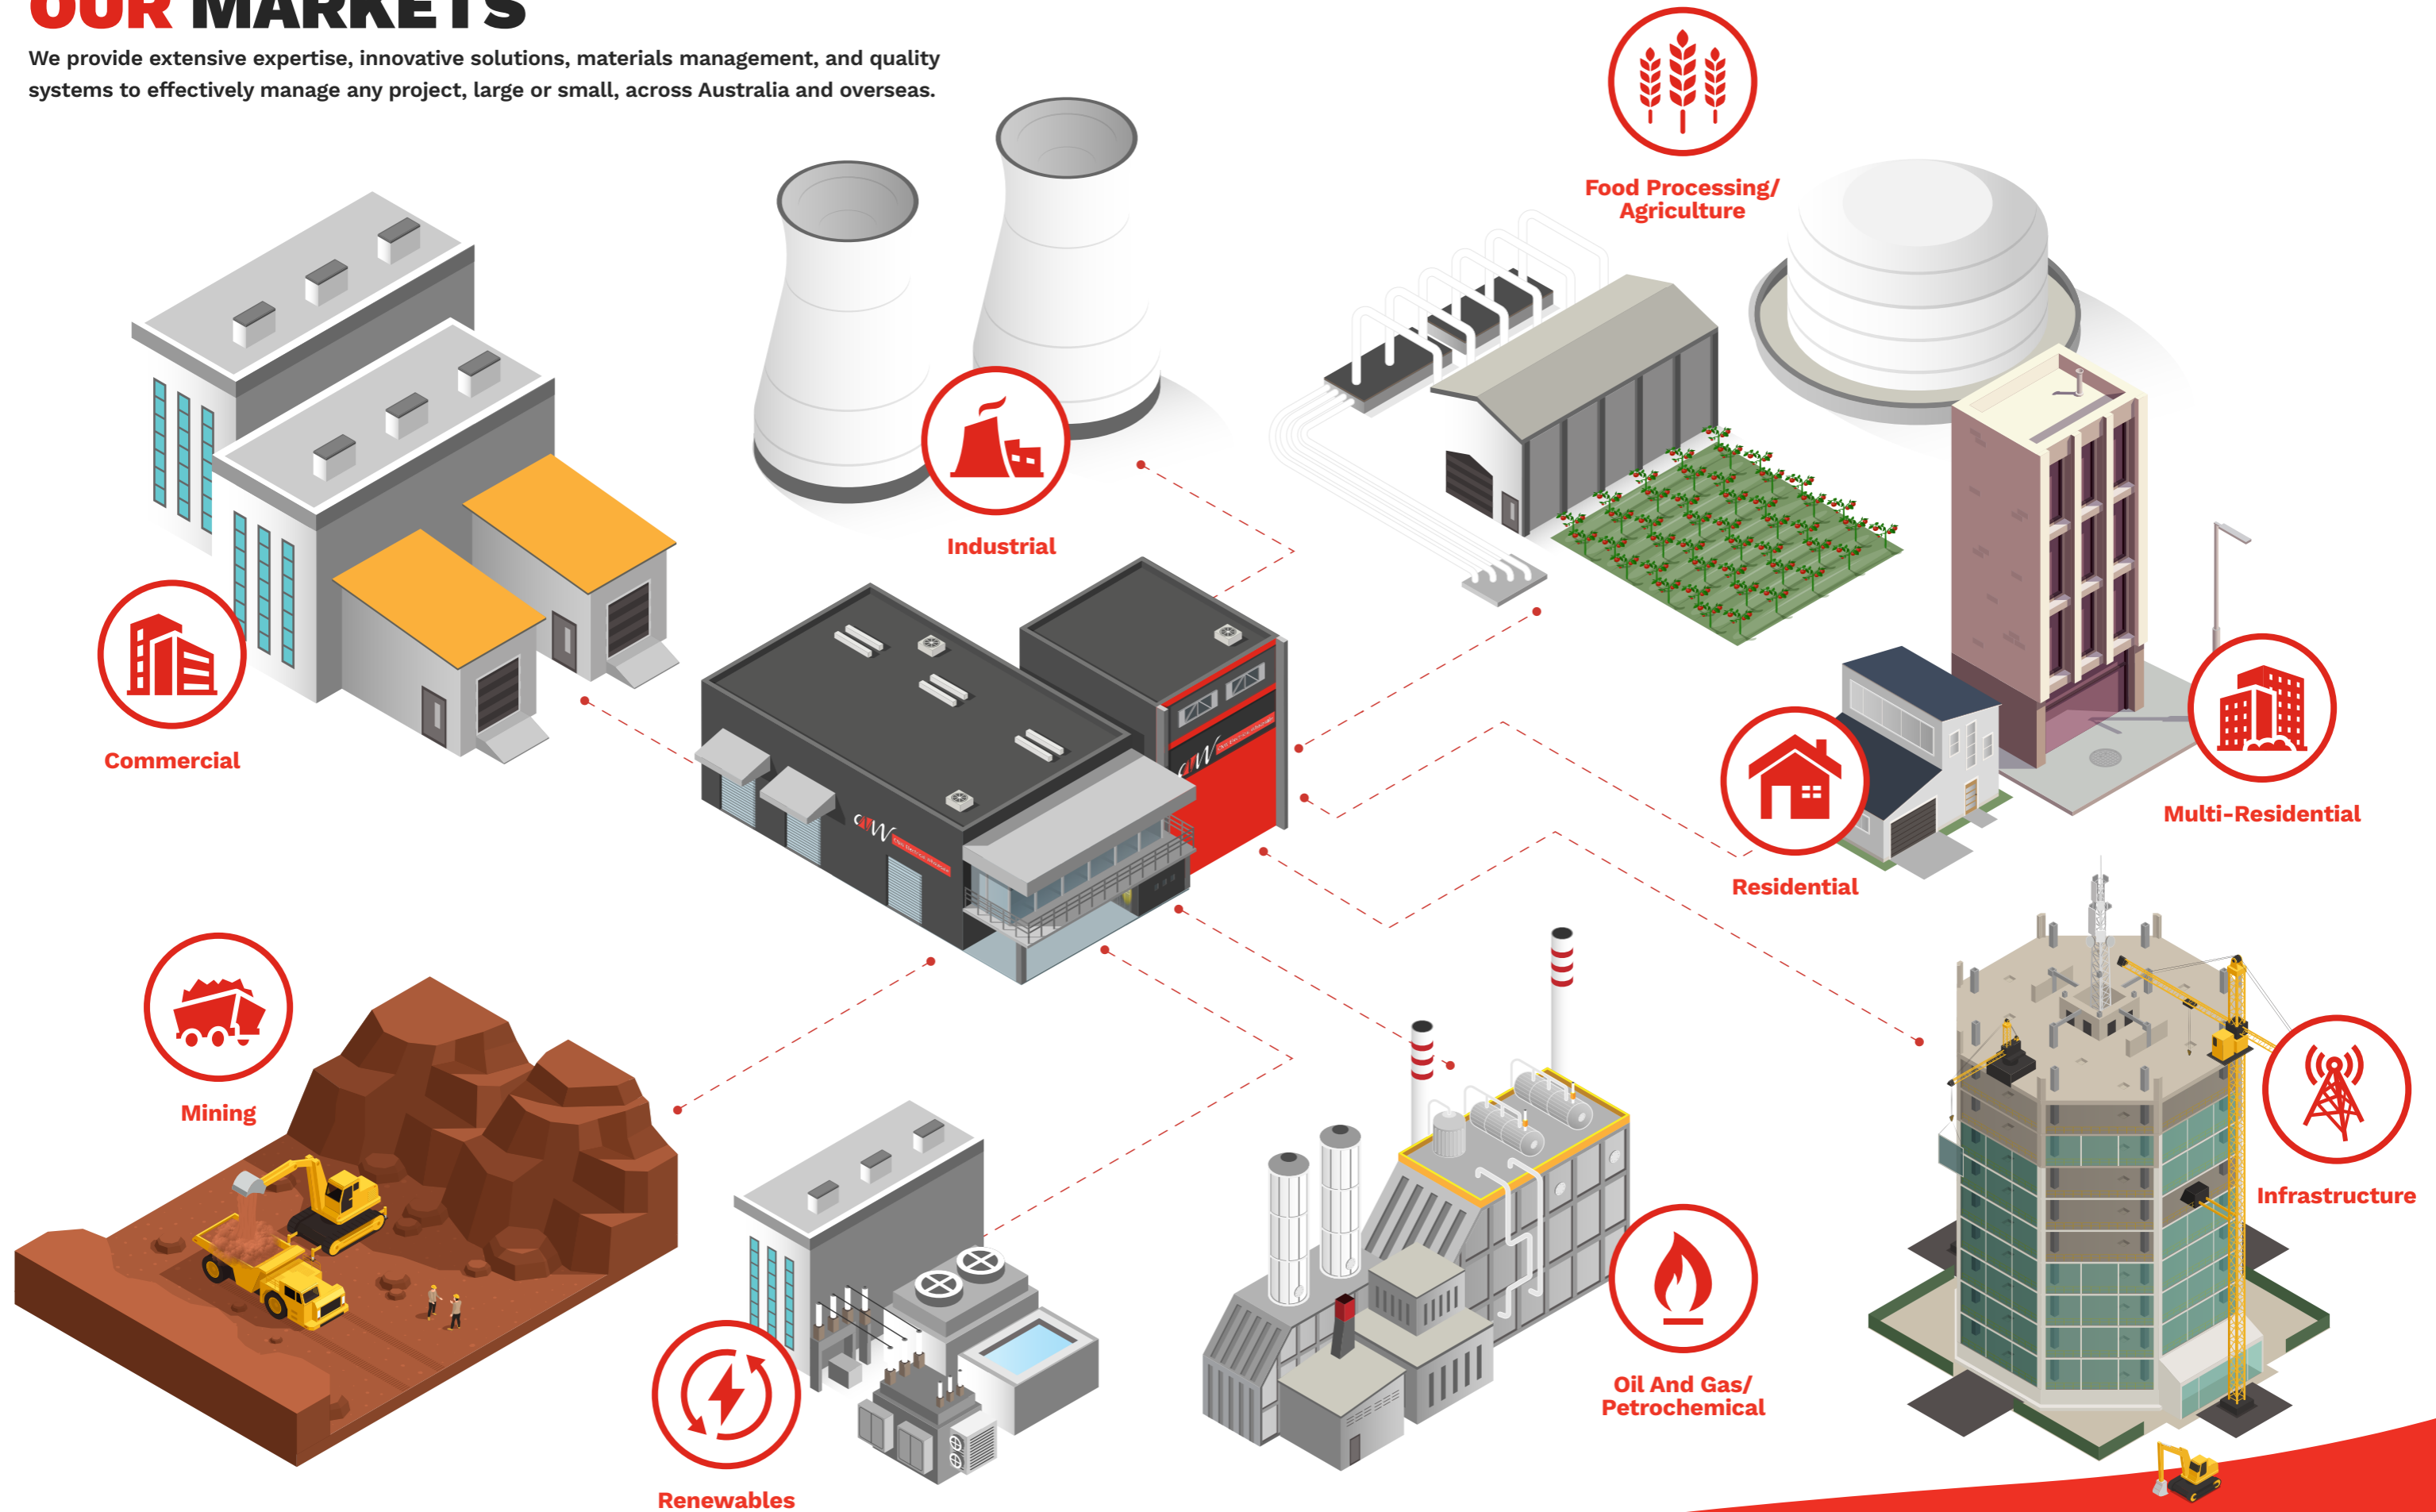 OUR MARKETS
We provide extensive expertise, innovative solutions, materials management, and quality
systems to effectively manage any project, large or small, across Australia and overseas.
Food Processing/
Agriculture
Industrial
Commercial
Multi-Residential
Residential
Mining
Infrastructure
Oil And Gas/
Petrochemical
Renewables